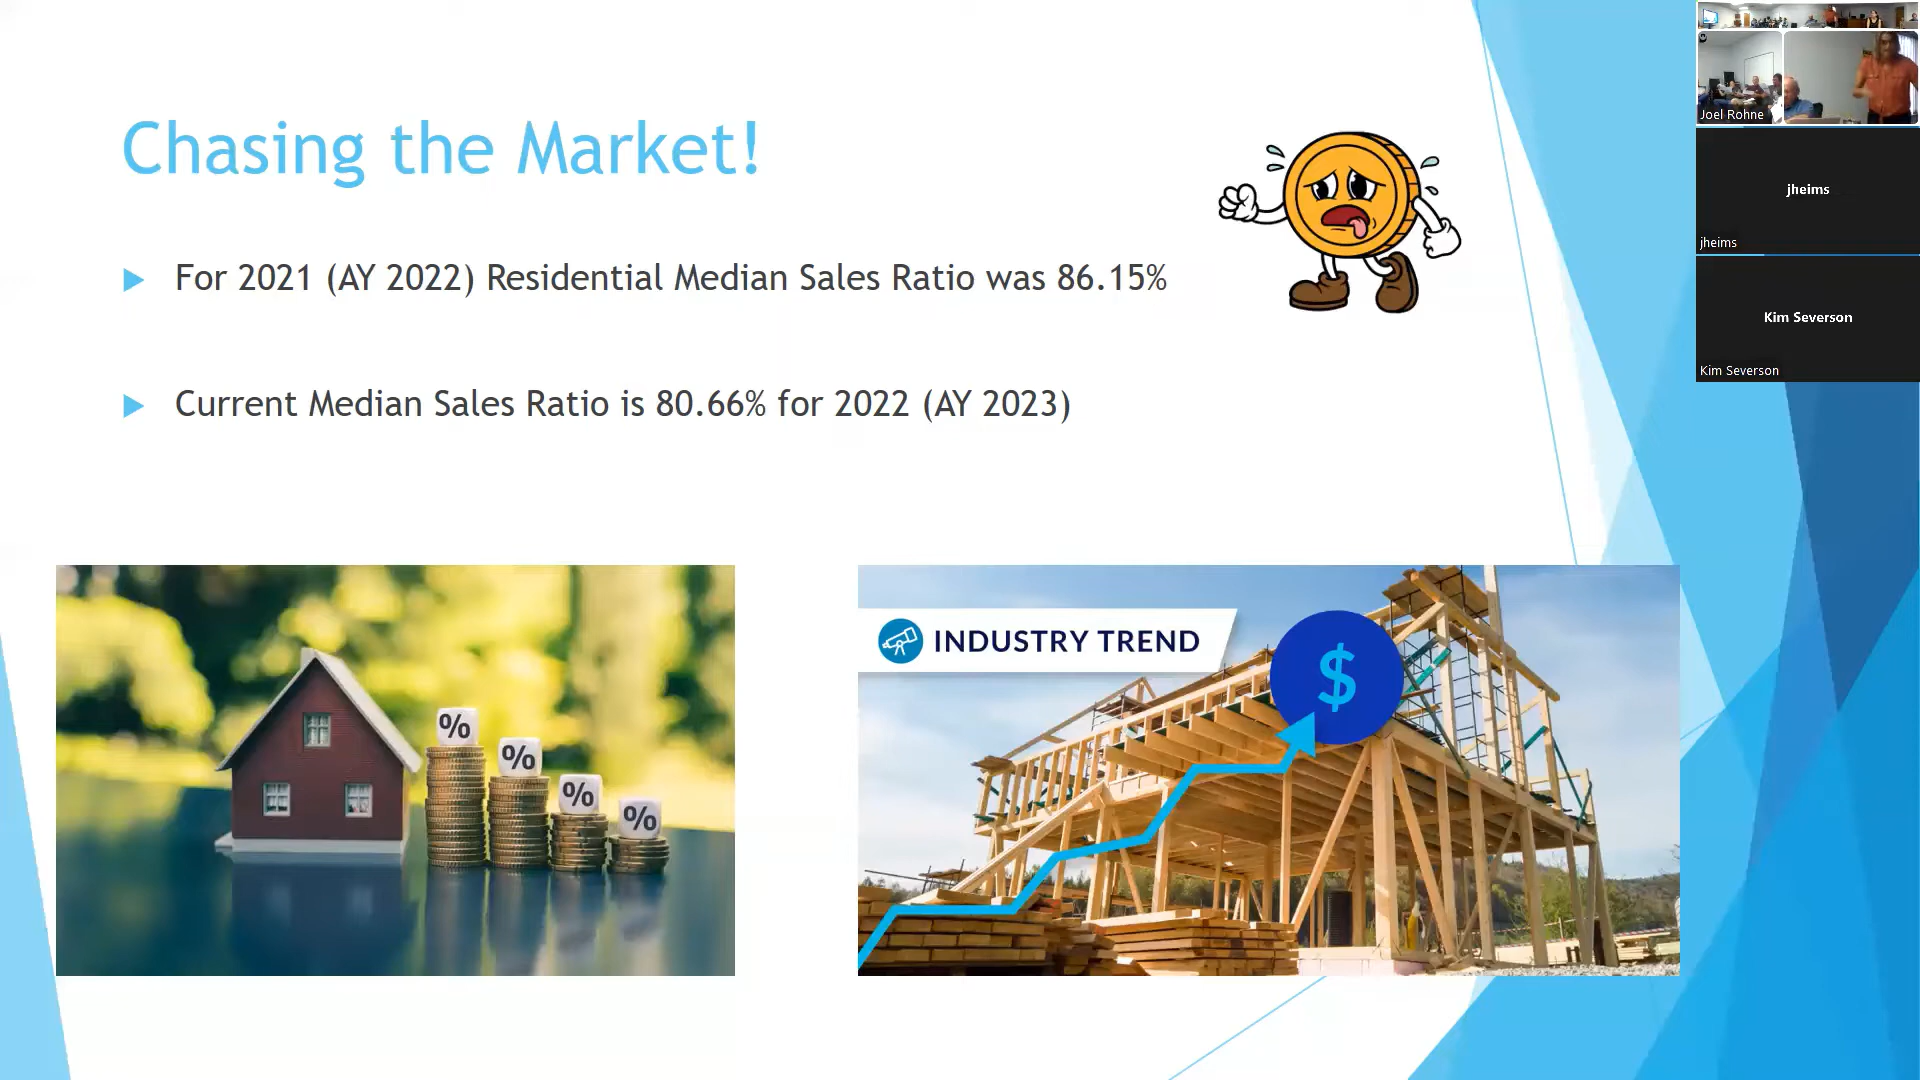 Chasing the Market!
For 2021 (AY 2022) Residential Median Sales Ratio was 86.15%
Current Median Sales Ratio is 80.66% for 2022 (AY 2023)
%
%
%
%
INDUSTRY TREND
$
Joel Rohne
jheims
jheims
Kim Severson
Kim Severson